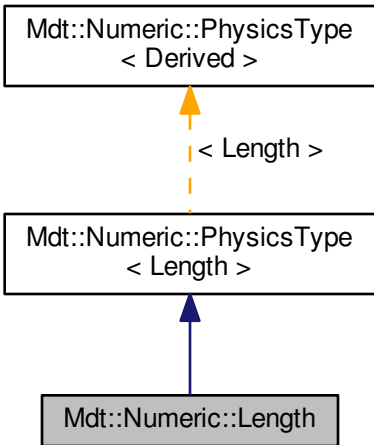 Mdt::Numeric::PhysicsType
< Derived >
< Length >
Mdt::Numeric::PhysicsType
< Length >
Mdt::Numeric::Length